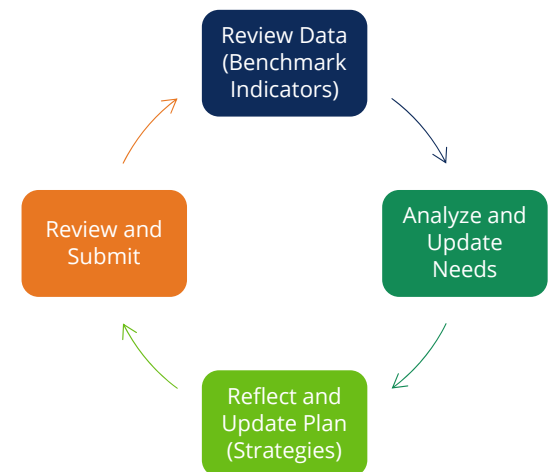 Review Data
(Benchmark
Indicators)
Analyze and
Update
Needs
Reflect and
Update Plan
(Strategies)
Review and
Submit